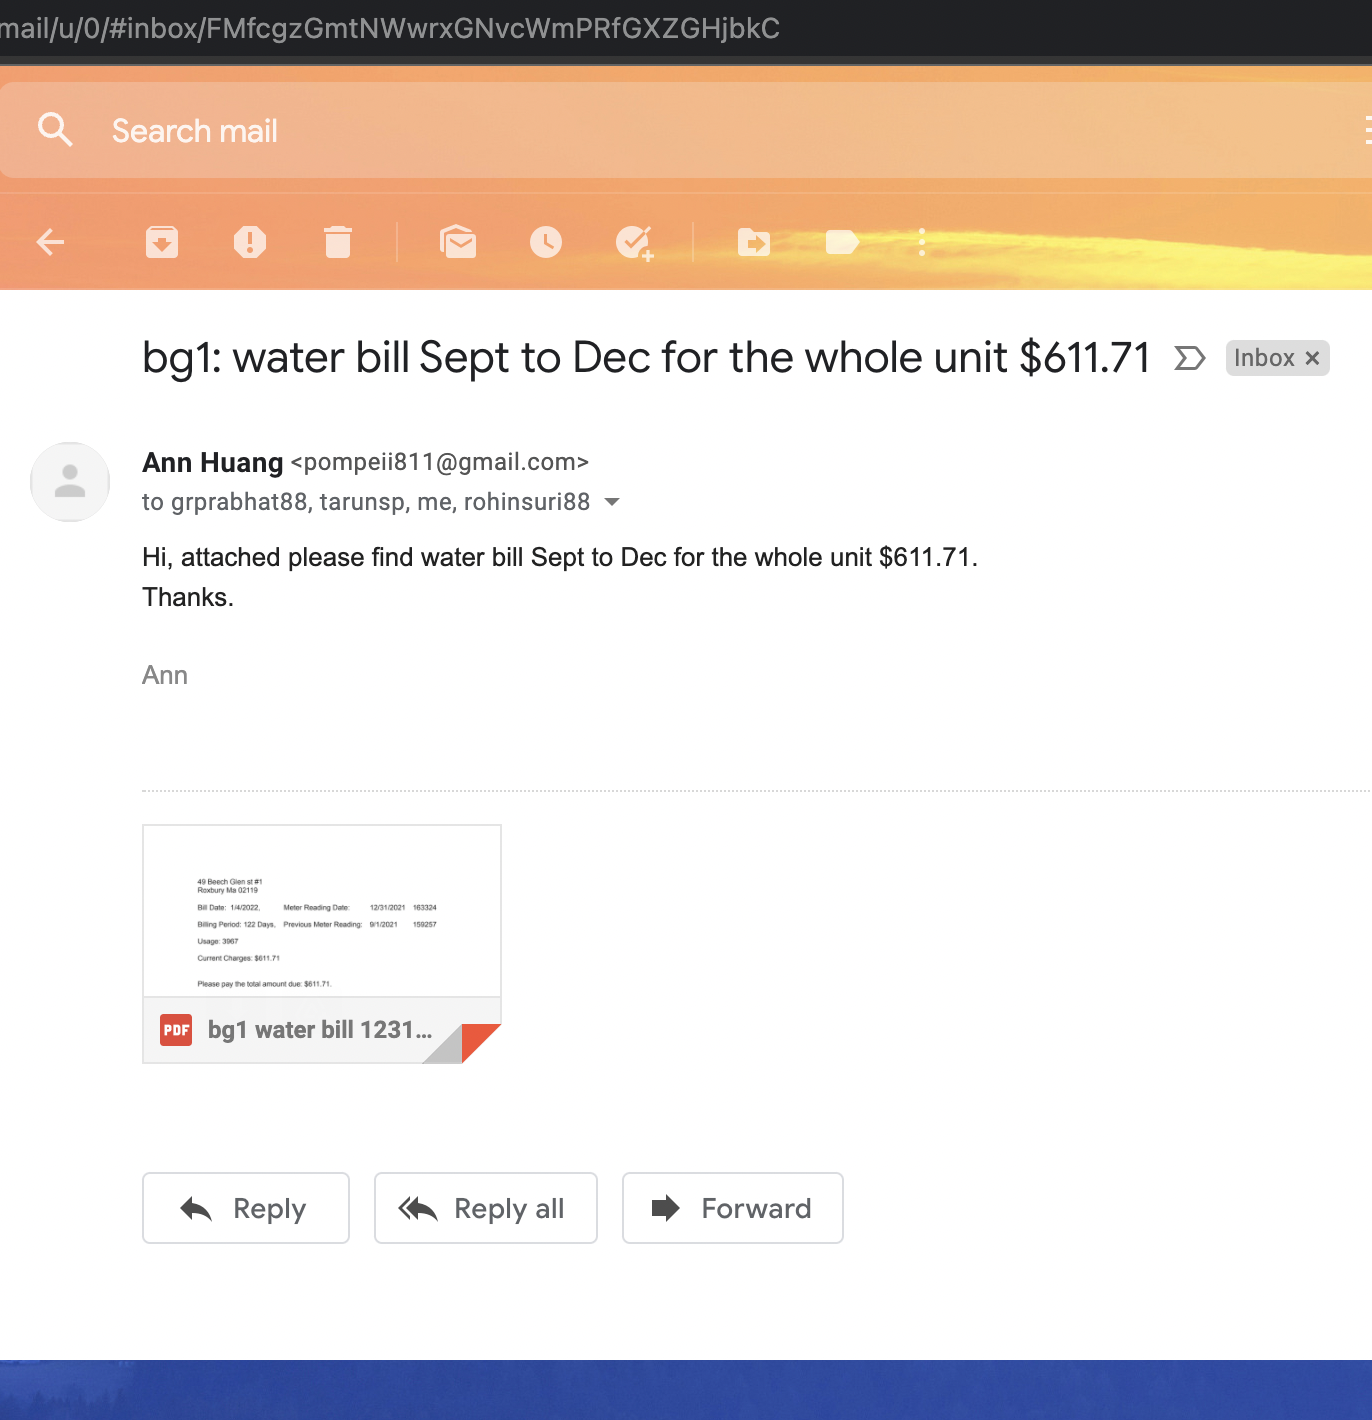 mail/u/0/#inbox/FMfcgzGmtNWwrxGNvcWmPRfGXZGHjbkC
Search mail
bg1: water bill Sept to Dec for the whole unit $611.71 Inbox ×
Ann Huang <pompeii811@gmail.com>
to grprabhat88, tarunsp, me, rohinsuri88
Hi, attached please find water bill Sept to Dec for the whole unit $611.71.
Thanks.
Ann
49 Beech Glen st #1
Roxbury Ma 02119
Bill Date: 1/4/2022, Meter Reading Date: 12/31/2021 163324
Billing Period: 122 Days, Previous Meter Reading: 9/1/2021 159257
Usage: 3967
Current Charges: $611.71
Please pay the total amount due: $611.71.
PDF bg1 water bill 1231...
Reply Reply all Forward